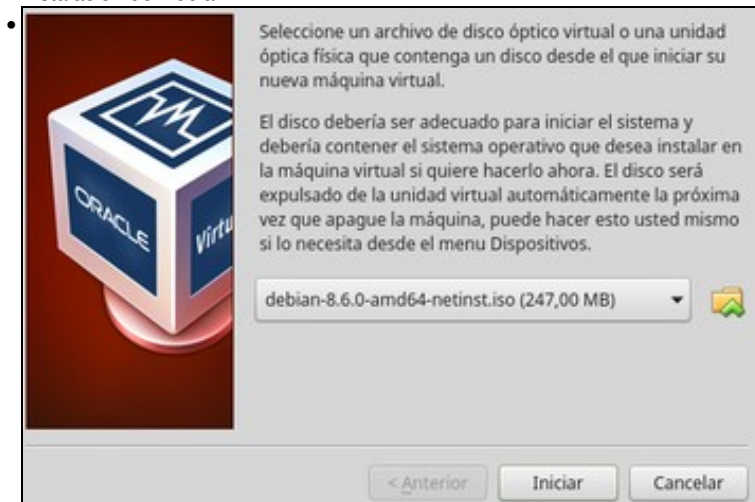 ORACLE
Virtu
Seleccione un archivo de disco óptico virtual o una unidad
óptica física que contenga un disco desde el que iniciar su
nueva máquina virtual.
El disco debería ser adecuado para iniciar el sistema y
debería contener el sistema operativo que desea instalar en
la máquina virtual si quiere hacerlo ahora. El disco será
expulsado de la unidad virtual automáticamente la próxima
vez que apague la máquina, puede hacer esto usted mismo
si lo necesita desde el menu Dispositivos.
debian-8.6.0-amd64-netinst.iso (247,00 MB)
< Anterior Iniciar Cancelar